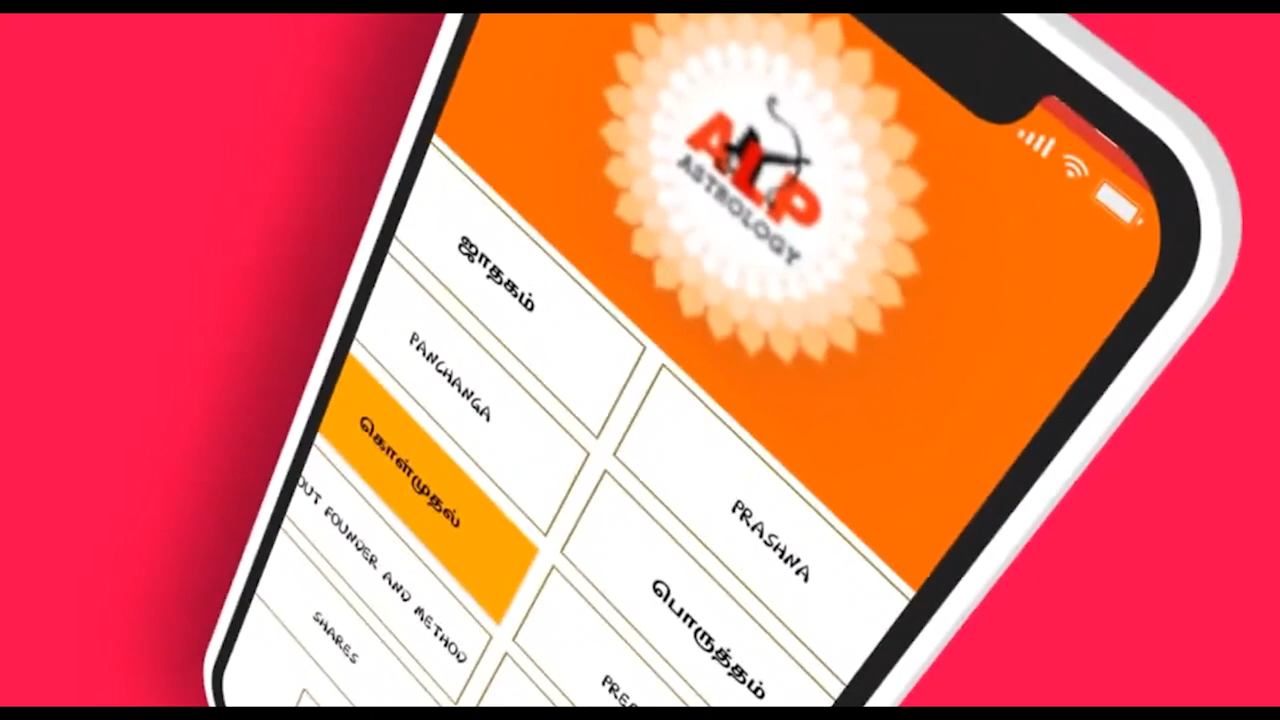 ALP
ASTROLOGY
ஜாதகம்
PRASHNA
PANCHANGA
பொருத்தம்
கொள்முதல்
OUT FOUNDER AND METHOD
SHARES